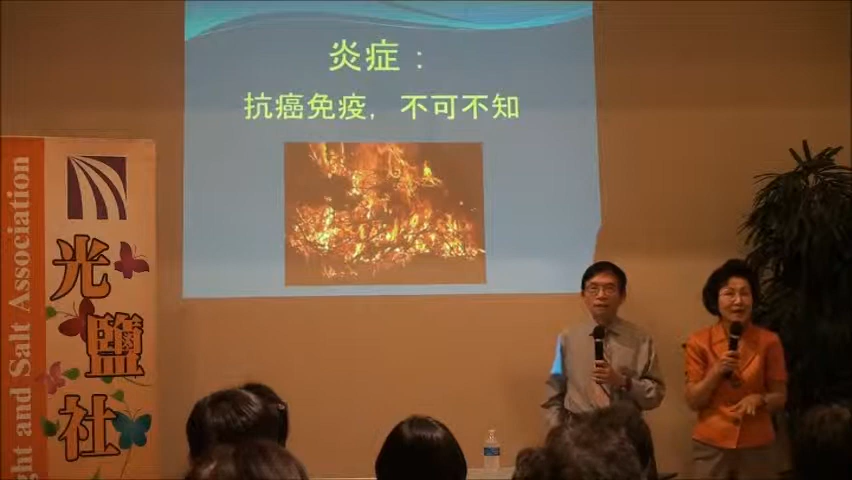 炎症：
抗癌免疫，不可不知
ght and Salt Association
光
鹽
社